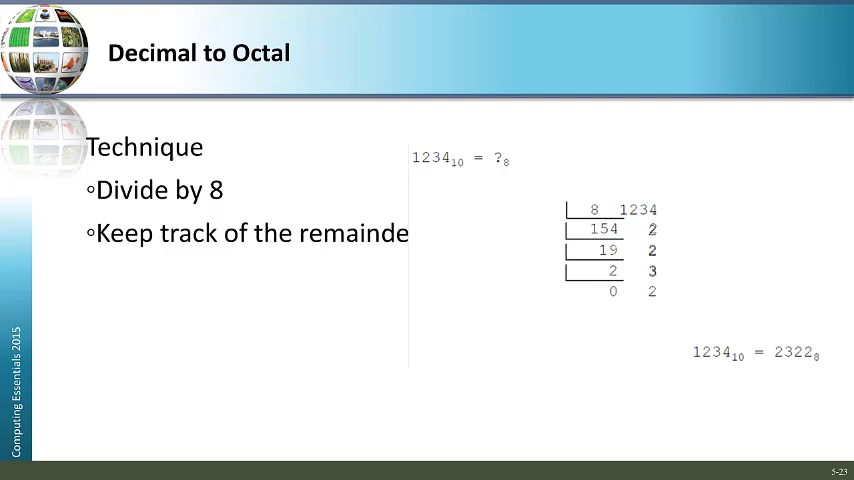 Decimal to Octal
Technique
◦Divide by 8
◦Keep track of the remainde
1234₁₀ = ?₈
8 1234
154 2
19 2
2 3
0 2
1234₁₀ = 2322₈
Computing Essentials 2015
5-23